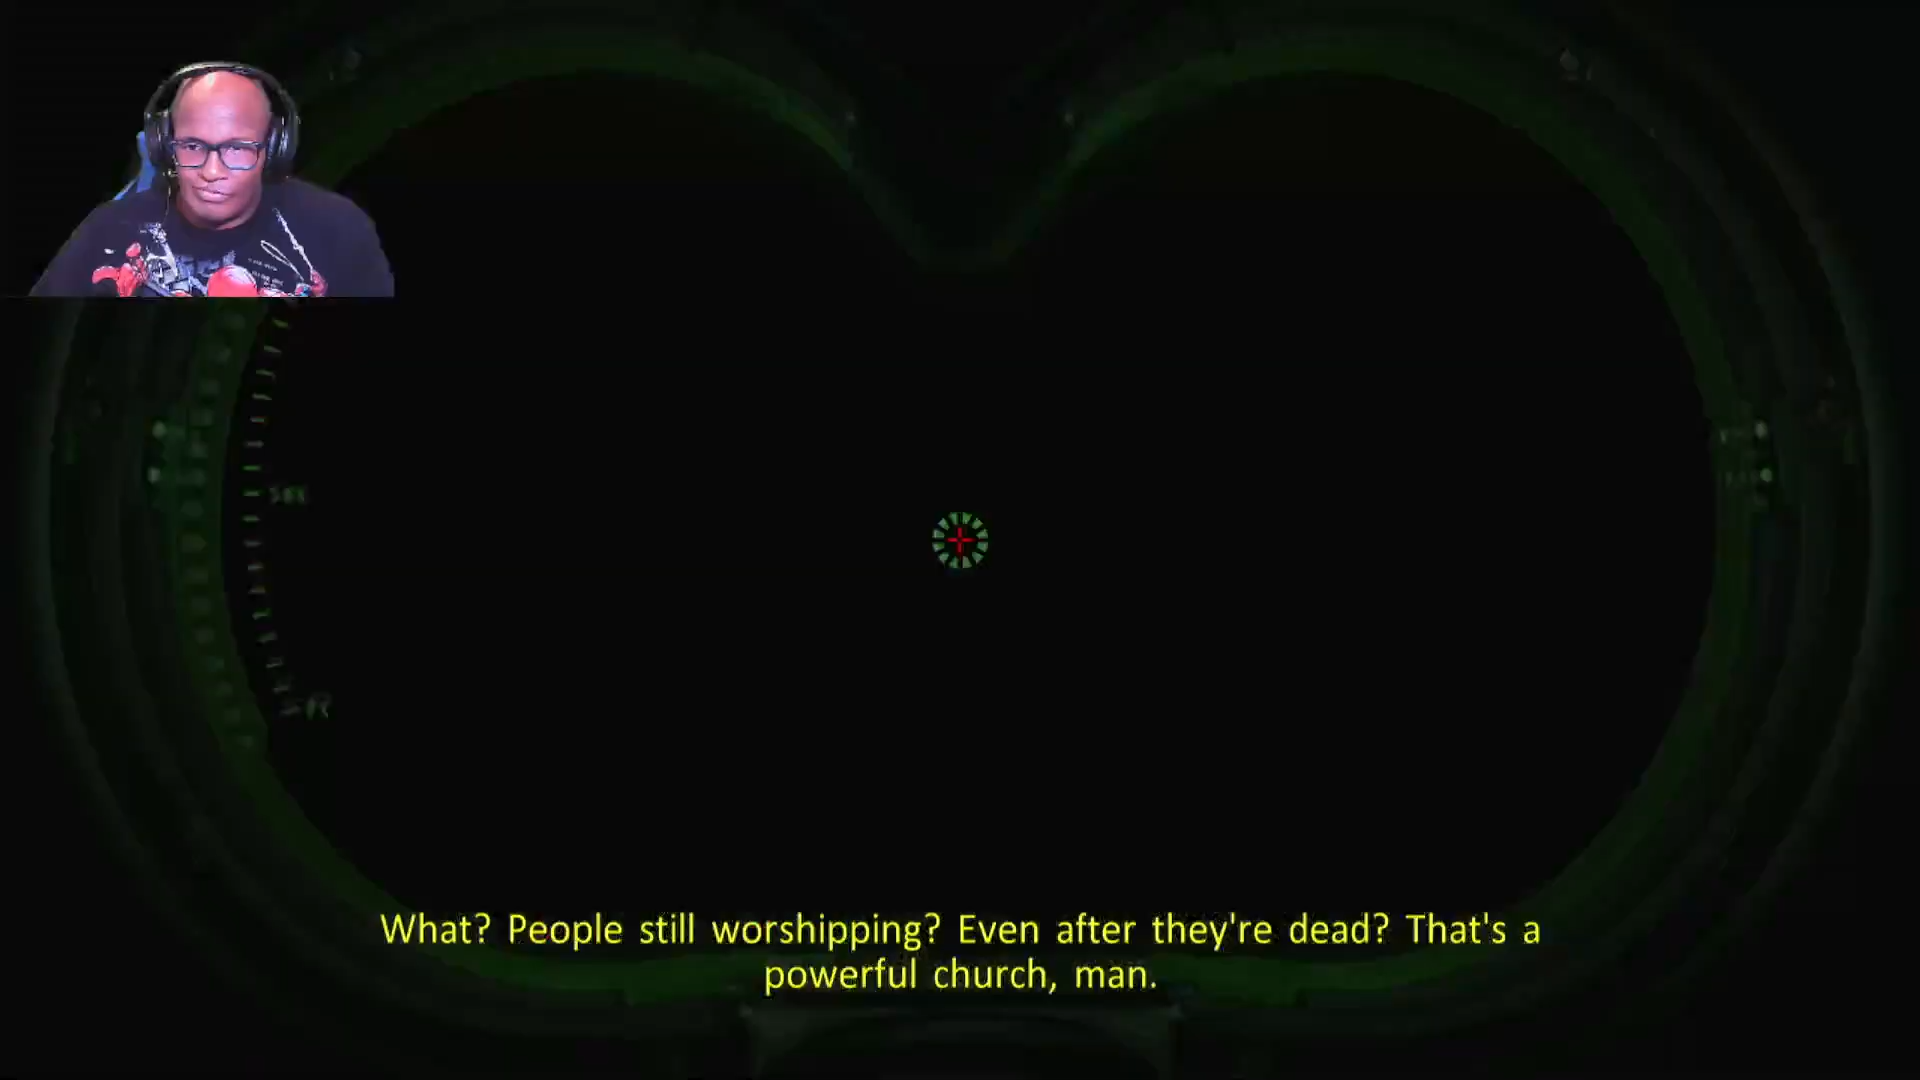 What? People still worshipping? Even after they're dead? That's a
powerful church, man.